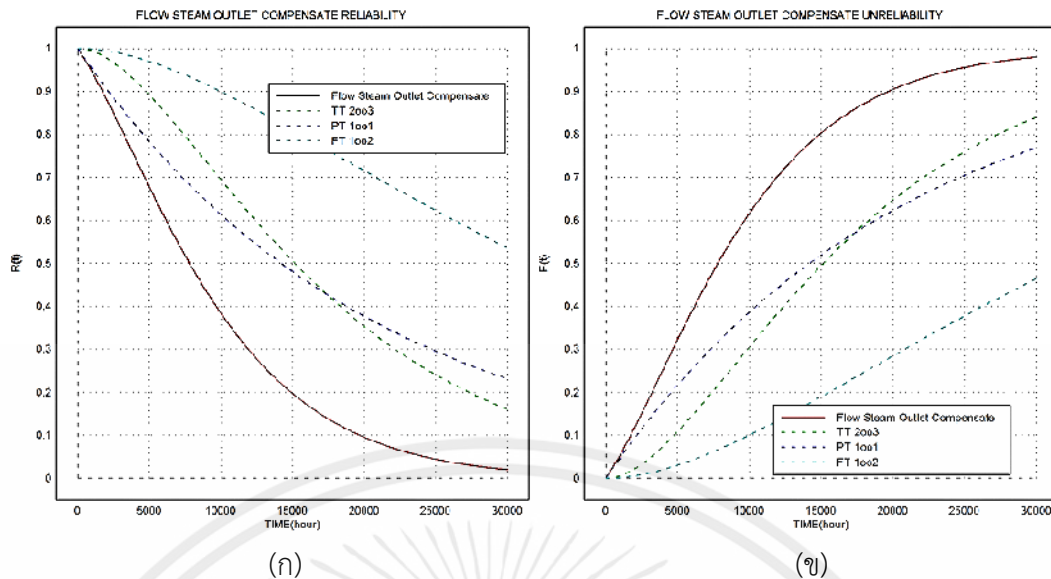 FLOW STEAM OUTLET COMPENSATE RELIABILITY
1
0.9
0.8
0.7
0.6
0.5
0.4
0.3
0.2
0.1
0
R(t)
Flow Steam Outlet Compensate
TT 2oo3
PT 1oo1
FT 1oo2
0
5000
10000
15000
20000
25000
30000
TIME(hour)
(ก)
FLOW STEAM OUTLET COMPENSATE UNRELIABILITY
1
0.9
0.8
0.7
0.6
0.5
0.4
0.3
0.2
0.1
0
F(t)
Flow Steam Outlet Compensate
TT 2oo3
PT 1oo1
FT 1oo2
0
5000
10000
15000
20000
25000
30000
TIME(hour)
(ข)